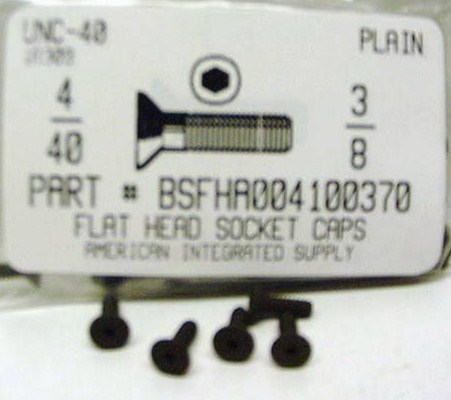 UNC-40
PLAIN
4
40
3
8
PART # BSFHA004100370
FLAT HEAD SOCKET CAPS
AMERICAN INTEGRATED SUPPLY